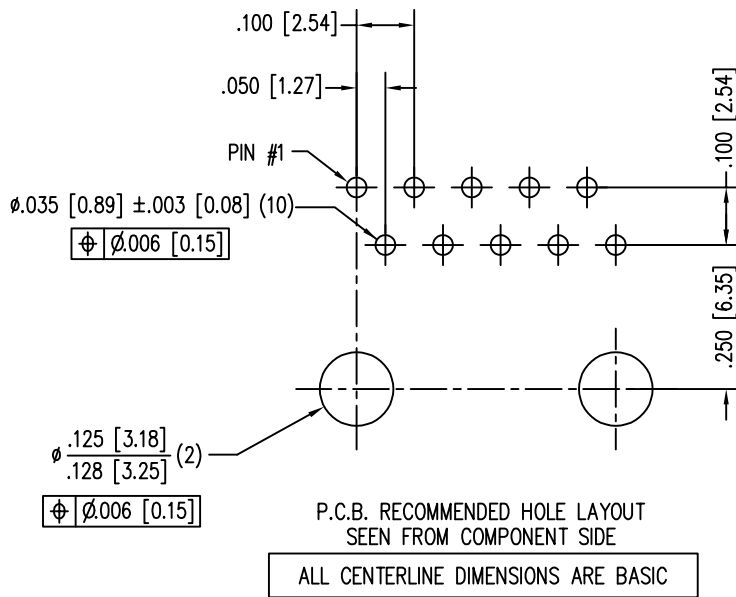 .100 [2.54]
.050 [1.27]
PIN #1
⌀.035 [0.89] ±.003 [0.08] (10)
⌖ ⌀.006 [0.15]
.100 [2.54]
.250 [6.35]
⌀ .125 [3.18]
.128 [3.25] (2)
⌖ ⌀.006 [0.15]
P.C.B. RECOMMENDED HOLE LAYOUT
SEEN FROM COMPONENT SIDE
ALL CENTERLINE DIMENSIONS ARE BASIC